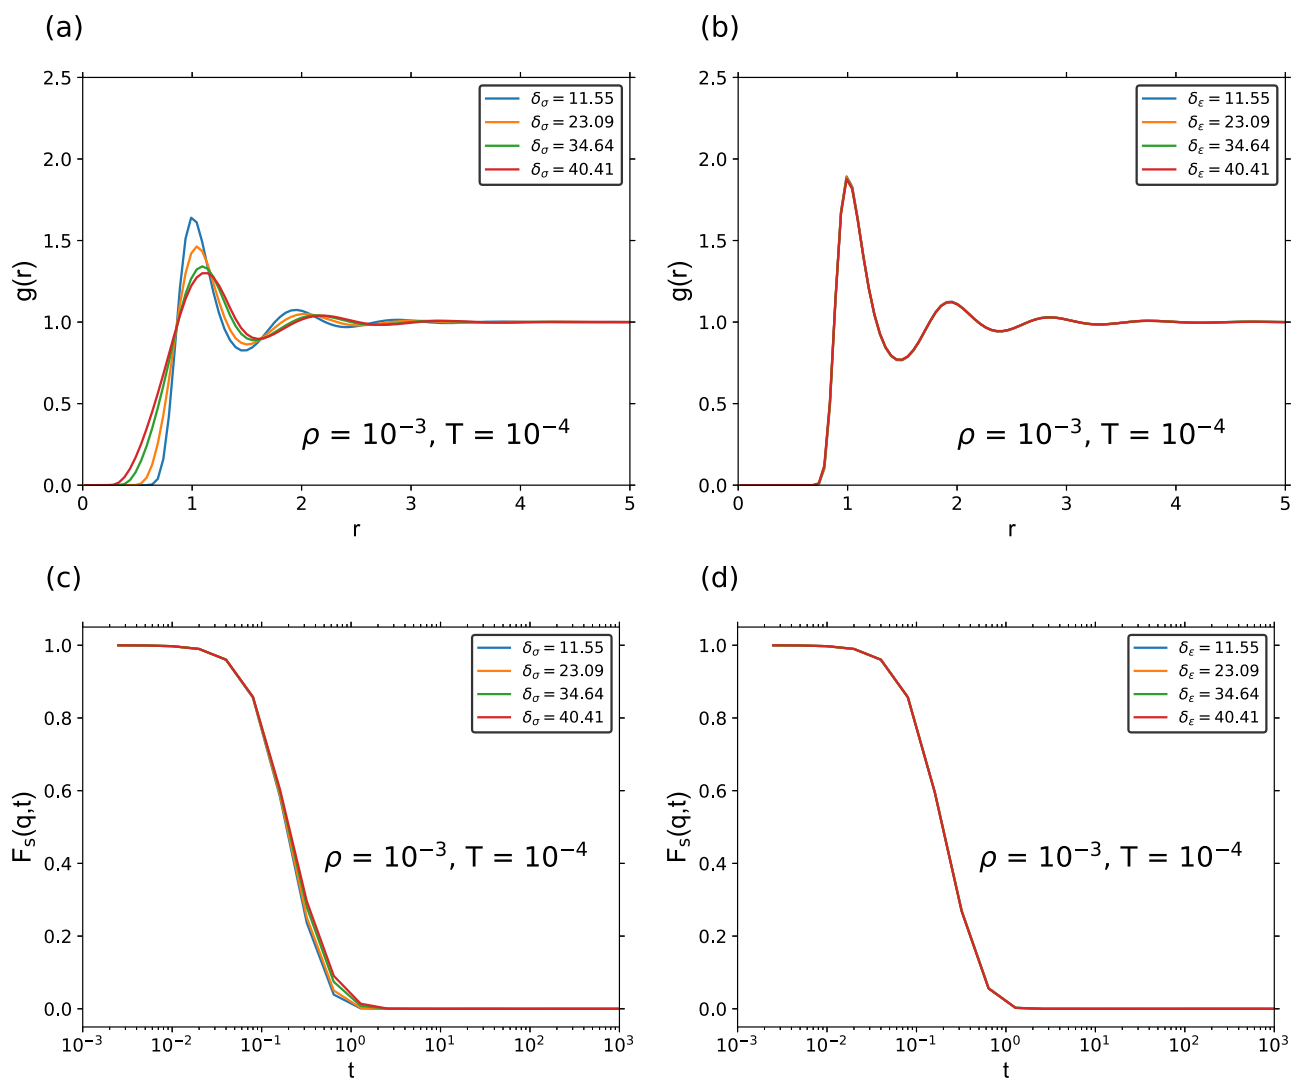 (a)
g(r)
2.5
2.0
1.5
1.0
0.5
0.0
δσ = 11.55
δσ = 23.09
δσ = 34.64
δσ = 40.41
ρ = 10⁻³, T = 10⁻⁴
0 1 2 3 4 5
r
(b)
g(r)
2.5
2.0
1.5
1.0
0.5
0.0
δε = 11.55
δε = 23.09
δε = 34.64
δε = 40.41
ρ = 10⁻³, T = 10⁻⁴
0 1 2 3 4 5
r
(c)
Fs(q,t)
1.0
0.8
0.6
0.4
0.2
0.0
δσ = 11.55
δσ = 23.09
δσ = 34.64
δσ = 40.41
ρ = 10⁻³, T = 10⁻⁴
10⁻³ 10⁻² 10⁻¹ 10⁰ 10¹ 10² 10³
t
(d)
Fs(q,t)
1.0
0.8
0.6
0.4
0.2
0.0
δε = 11.55
δε = 23.09
δε = 34.64
δε = 40.41
ρ = 10⁻³, T = 10⁻⁴
10⁻³ 10⁻² 10⁻¹ 10⁰ 10¹ 10² 10³
t